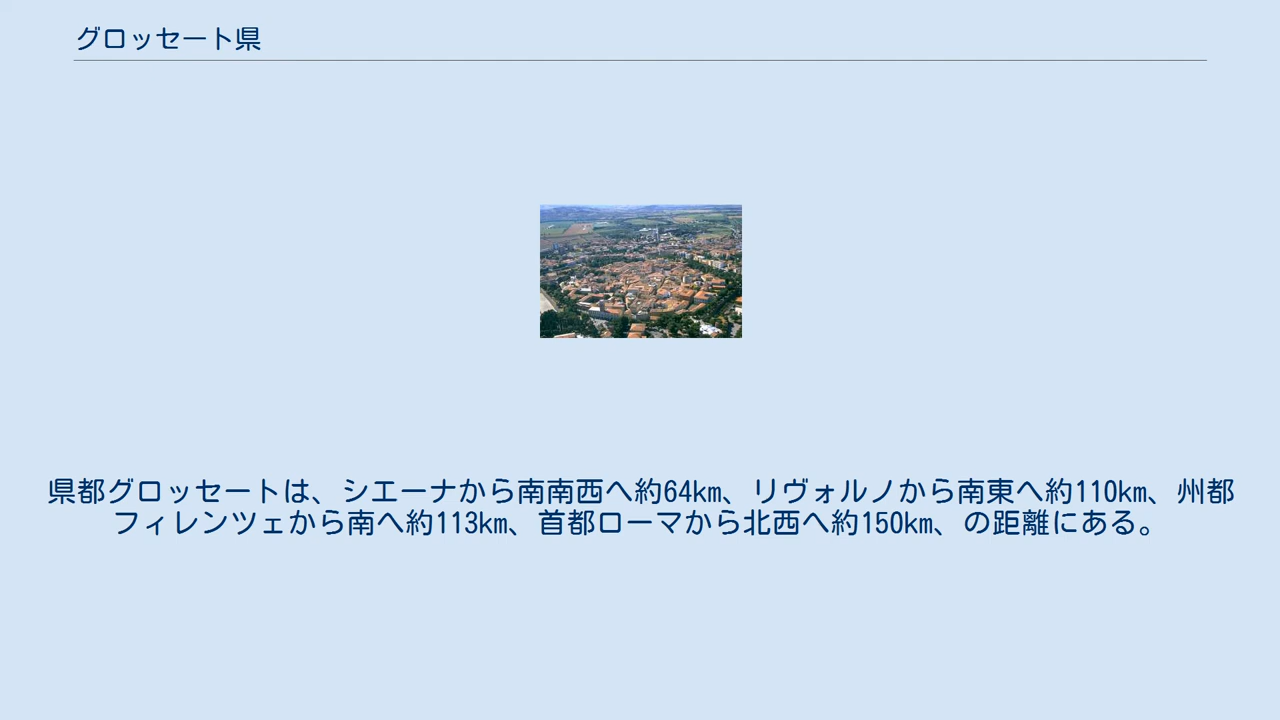 グロッセート県
県都グロッセートは、シエーナから南南西へ約64km、リヴォルノから南東へ約110km、州都
フィレンツェから南へ約113km、首都ローマから北西へ約150km、の距離にある。